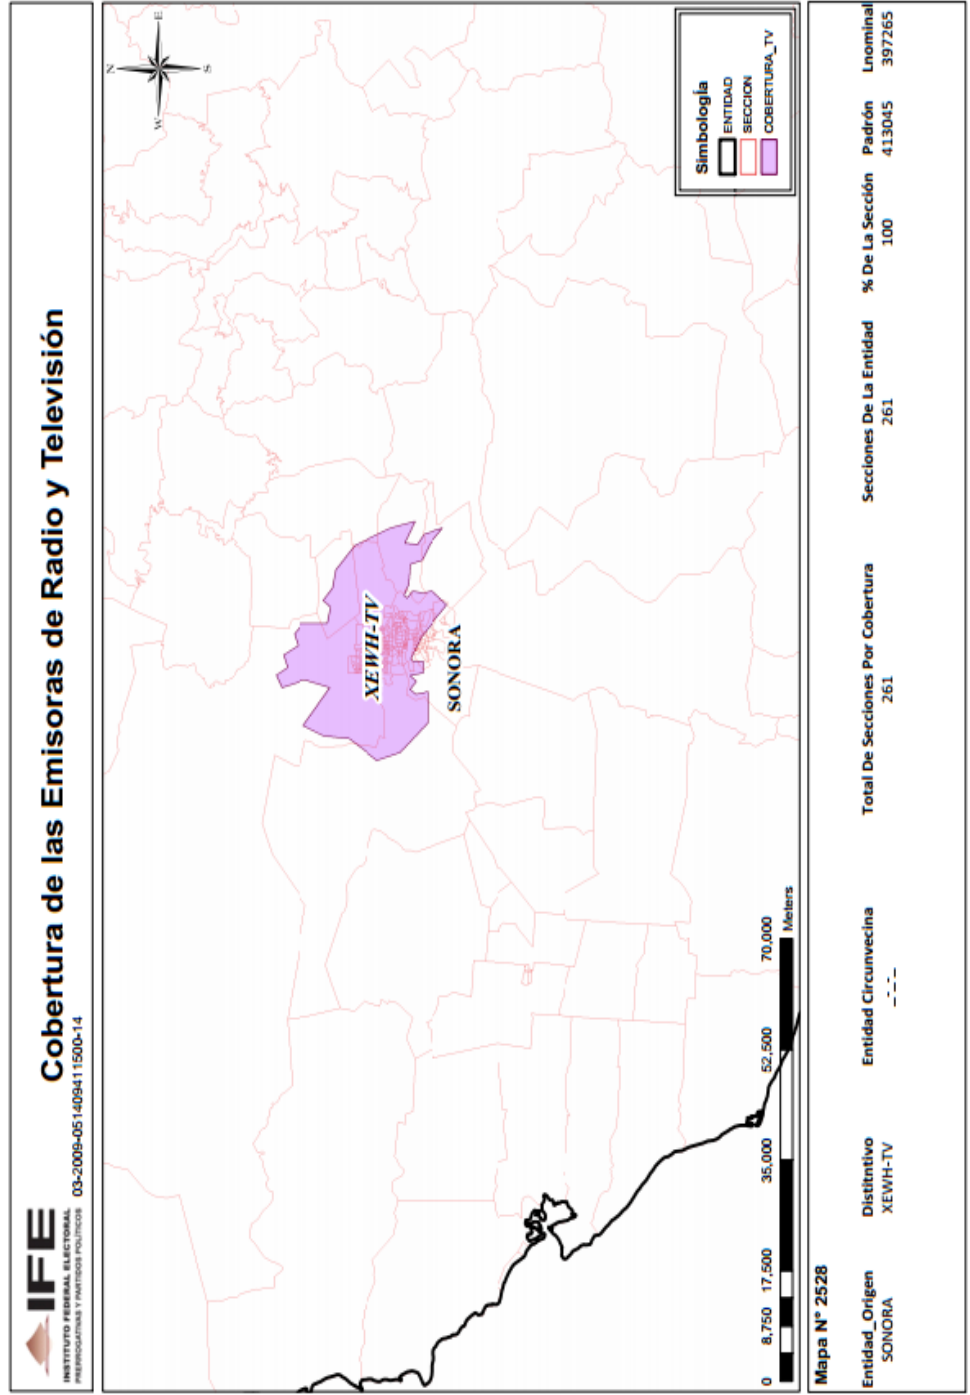 IFE
INSTITUTO FEDERAL ELECTORAL
PRERROGATIVAS Y PARTIDOS POLÍTICOS
Cobertura de las Emisoras de Radio y Televisión
03-2009-051409411500-14
N
W E
S
XEWH-TV
SONORA
Simbología
ENTIDAD
SECCION
COBERTURA_TV
0 8,750 17,500 35,000 52,500 70,000
Meters
Mapa N° 2528
Entidad_Origen Distitntivo Entidad Circunvecina Total De Secciones Por Cobertura Secciones De La Entidad % De La Sección Padrón Lnominal
SONORA XEWH-TV _-_-_ 261 261 100 413045 397265